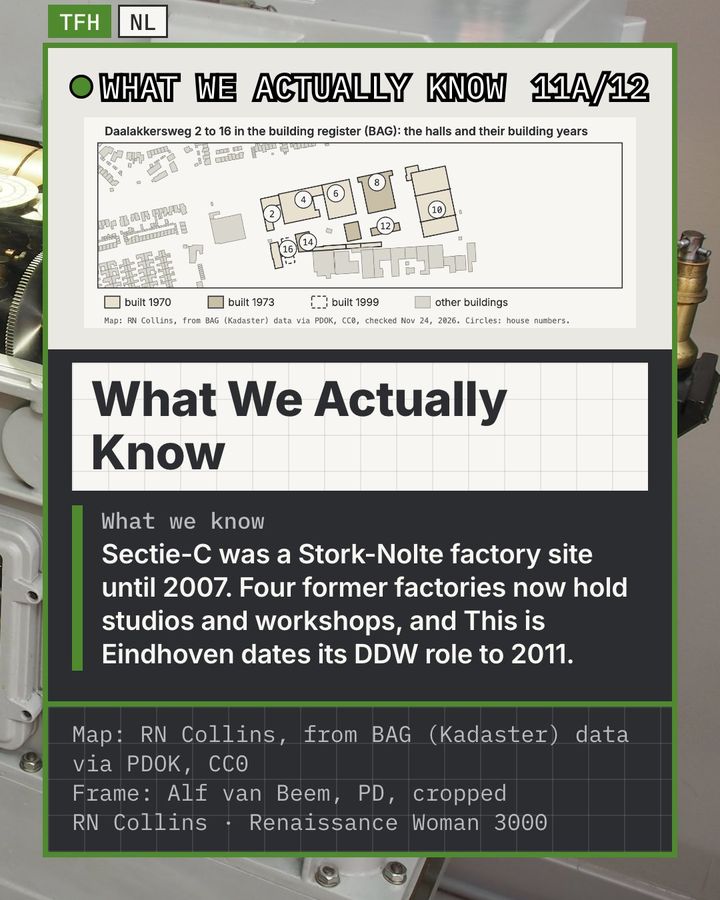 TFH NL
WHAT WE ACTUALLY KNOW 11A/12
Daalakkersweg 2 to 16 in the building register (BAG): the halls and their building years
2
4
6
8
10
12
14
16
built 1970
built 1973
built 1999
other buildings
Map: RN Collins, from BAG (Kadaster) data via PDOK, CC0, checked Nov 24, 2026. Circles: house numbers.
What We Actually
Know
What we know
Sectie-C was a Stork-Nolte factory site
until 2007. Four former factories now hold
studios and workshops, and This is
Eindhoven dates its DDW role to 2011.
Map: RN Collins, from BAG (Kadaster) data
via PDOK, CC0
Frame: Alf van Beem, PD, cropped
RN Collins · Renaissance Woman 3000